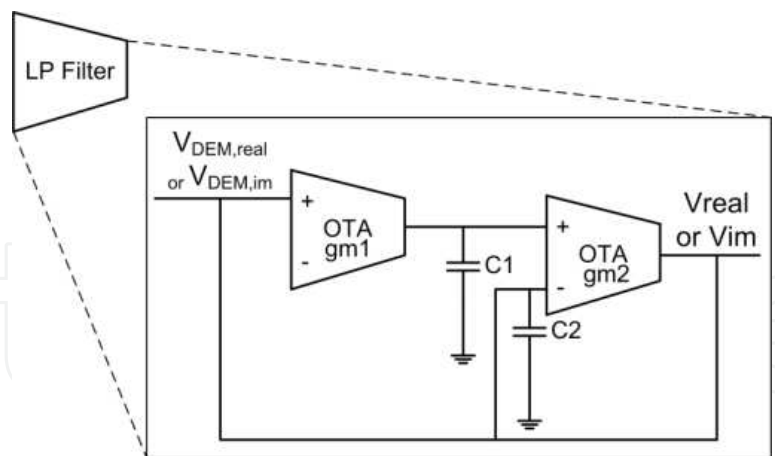 LP Filter
VDEM,real
or VDEM,im
+
OTA
gm1
-
C1
+
OTA
gm2
-
C2
Vreal
or Vim